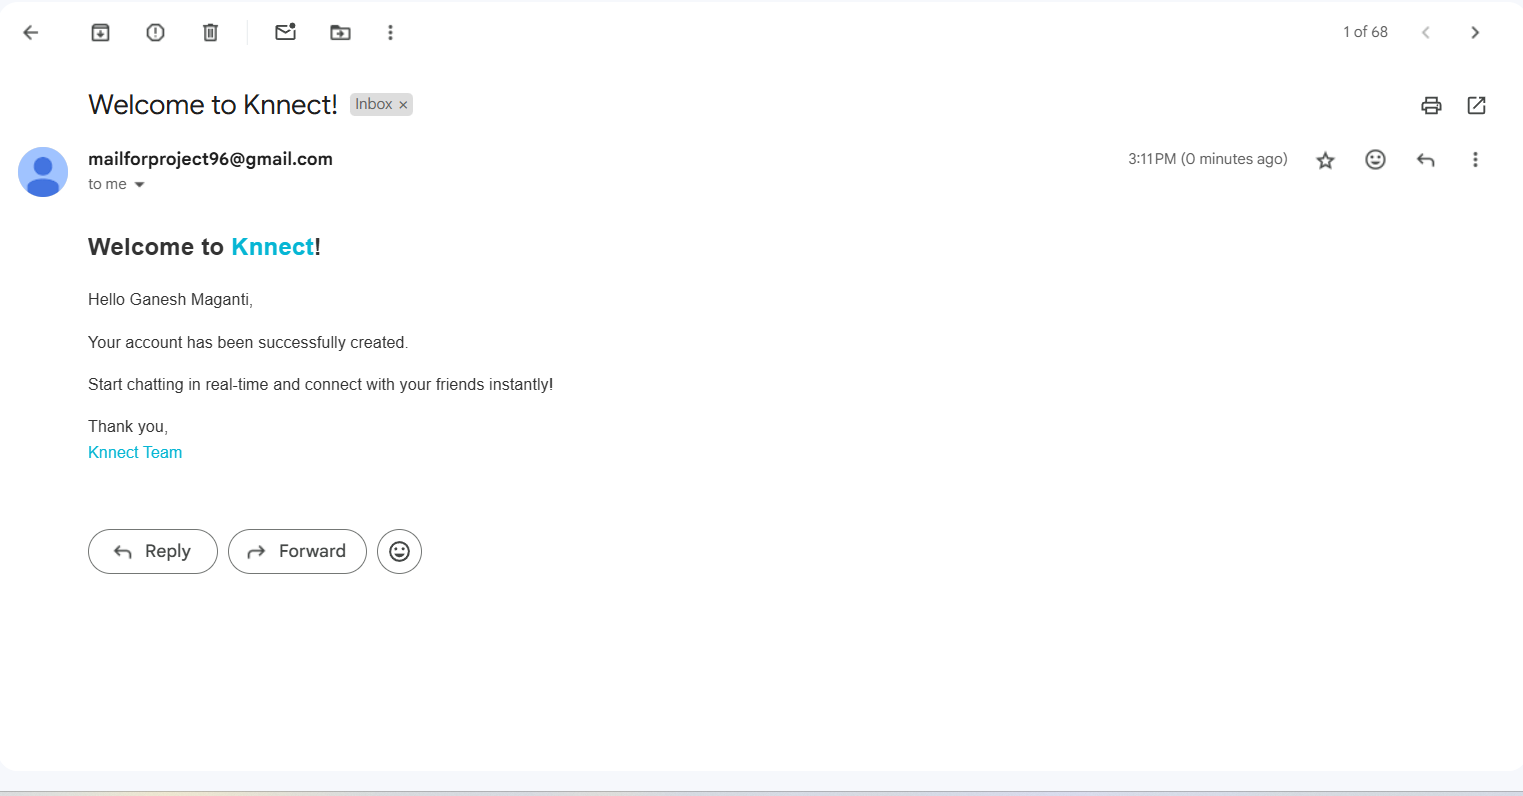 1 of 68
Welcome to Knnect! Inbox ×
mailforproject96@gmail.com 3:11 PM (0 minutes ago)
to me
Welcome to Knnect!
Hello Ganesh Maganti,
Your account has been successfully created.
Start chatting in real-time and connect with your friends instantly!
Thank you,
Knnect Team
Reply Forward